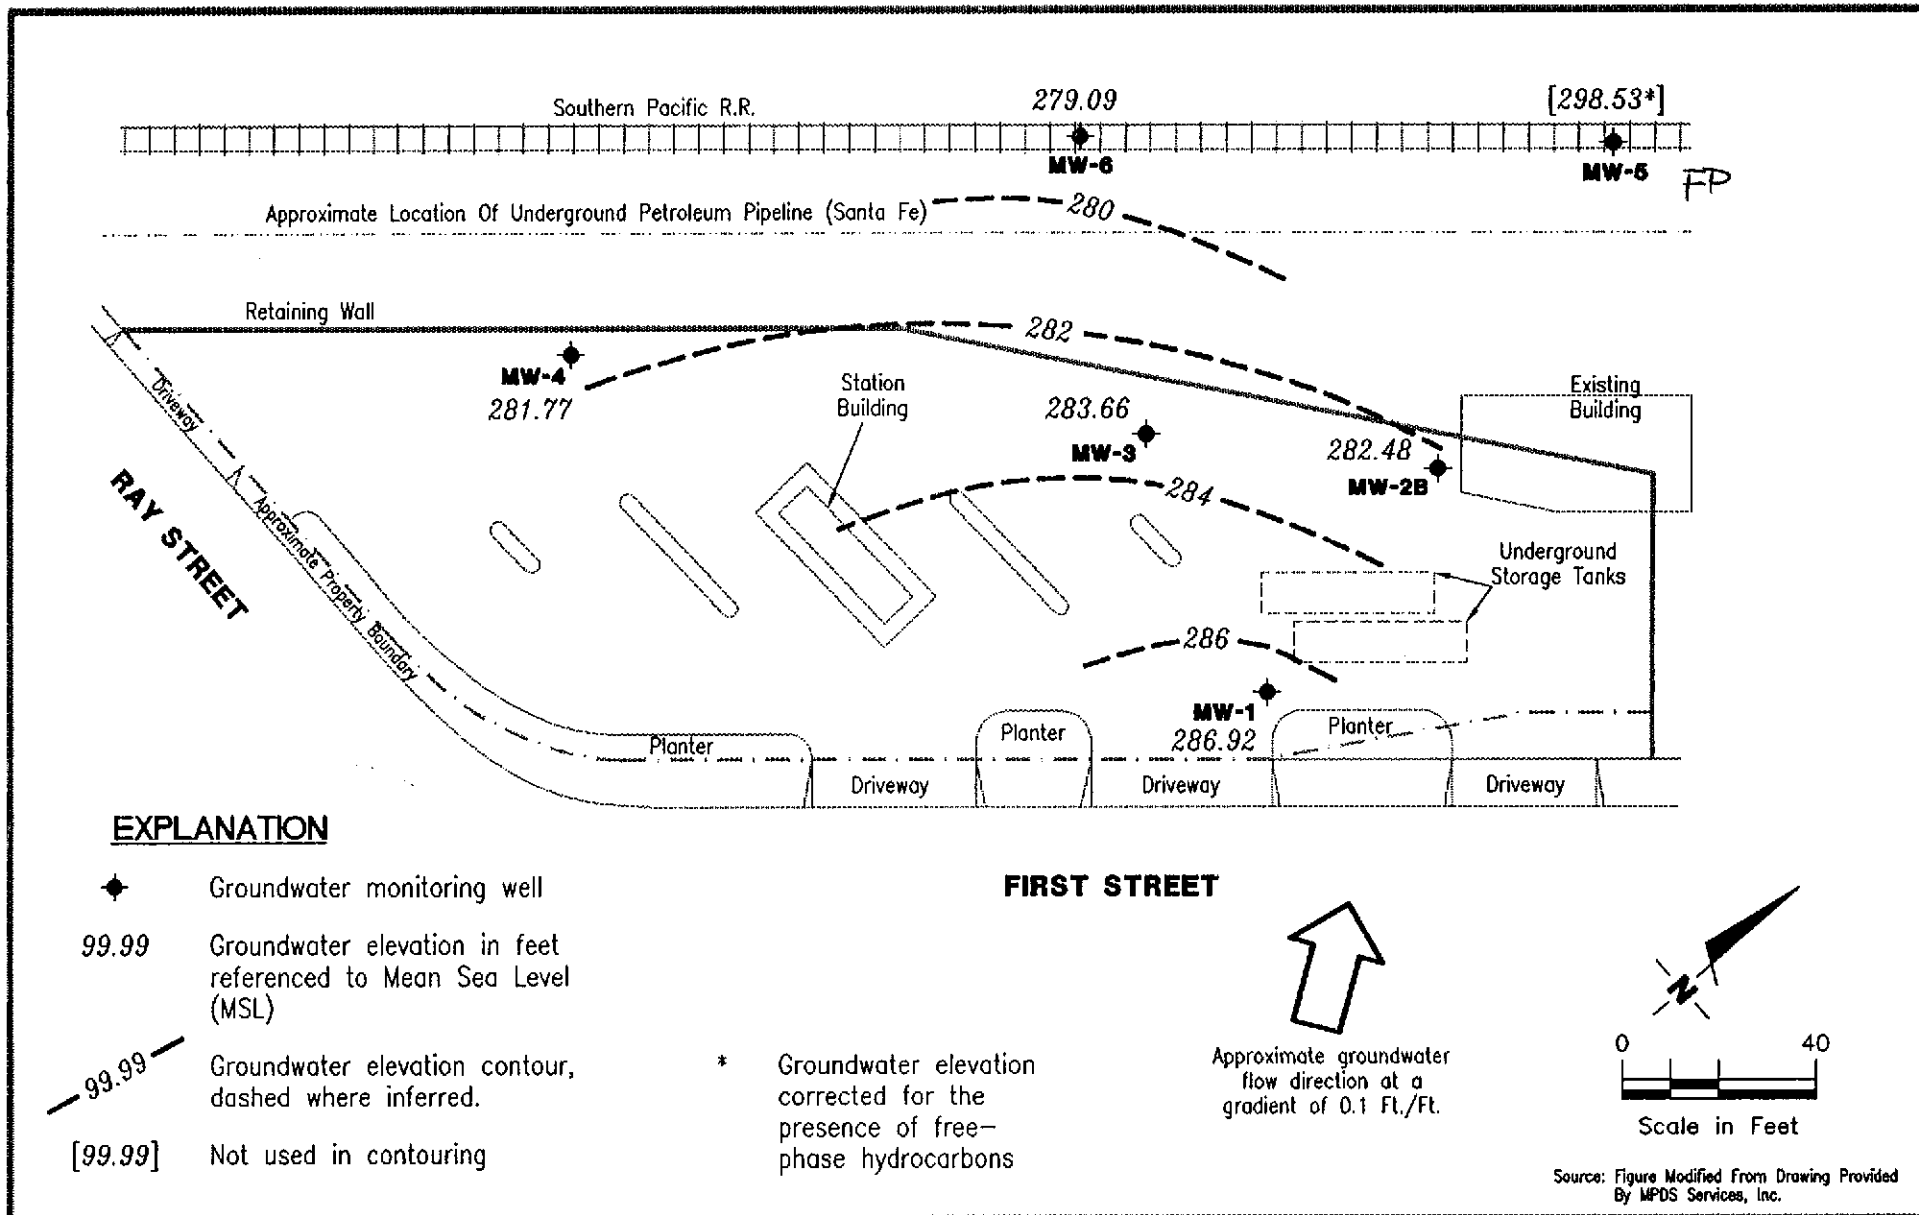 Southern Pacific R.R.
279.09
[298.53*]
MW-6
MW-5
FP
Approximate Location Of Underground Petroleum Pipeline (Santa Fe)
280
Retaining Wall
282
MW-4
281.77
Station
Building
283.66
MW-3
Existing
Building
282.48
MW-2B
Driveway
RAY STREET
Approximate Property Boundary
284
Underground
Storage Tanks
286
MW-1
286.92
Planter
Planter
Planter
Driveway
Driveway
Driveway
EXPLANATION
Groundwater monitoring well
99.99
Groundwater elevation in feet
referenced to Mean Sea Level
(MSL)
99.99
Groundwater elevation contour,
dashed where inferred.
[99.99]
Not used in contouring
*
Groundwater elevation
corrected for the
presence of free-
phase hydrocarbons
FIRST STREET
Approximate groundwater
flow direction at a
gradient of 0.1 Ft./Ft.
N
0
40
Scale in Feet
Source: Figure Modified From Drawing Provided
By MPDS Services, Inc.